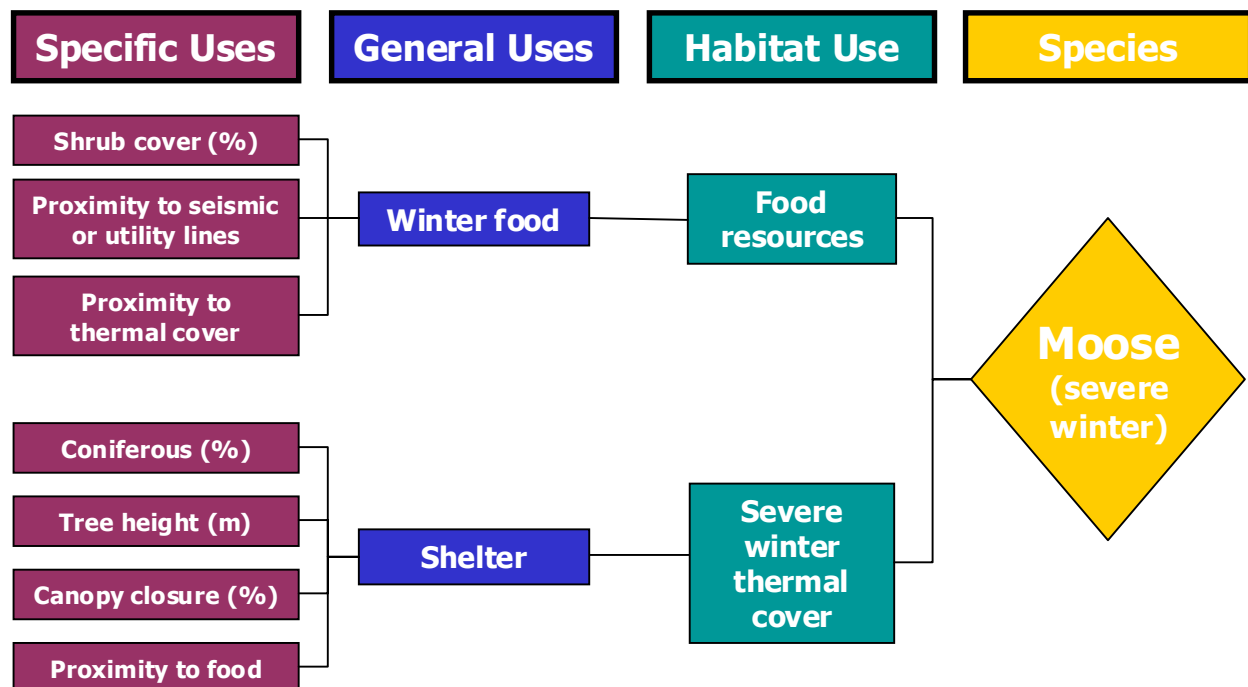 Specific Uses
General Uses
Habitat Use
Species
Shrub cover (%)
Proximity to seismic
or utility lines
Proximity to
thermal cover
Winter food
Food
resources
Moose
(severe
winter)
Coniferous (%)
Tree height (m)
Canopy closure (%)
Proximity to food
Shelter
Severe
winter
thermal
cover